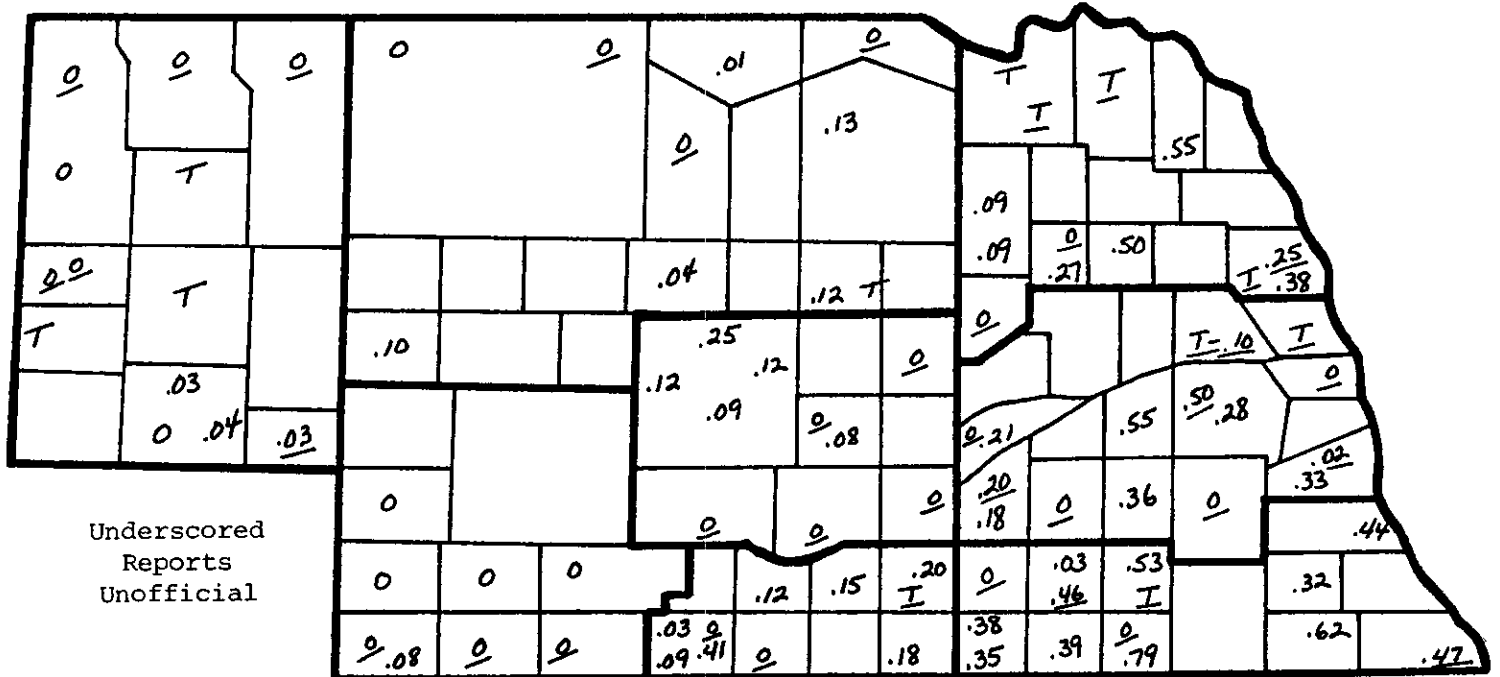 0 0 0 0 0 .01 0
T T
T
0 T 0 .13 .55
.09
.09 0 .50
.27
T .25
.38
0 0 T .04 .12 T
T 0 T-.10 T
.10 .25
.12 .12 0
.03 .09 0
.08 .55 .50
.28 0
0 .04 .03 0 .21
.02
.33
0 0 0 0 .20
.18 0 .36 0
Underscored
Reports
Unofficial
.44
0 0 0 .12 .15 .20
T 0 .03
.46 .53
T .32
0 .08 0 0 .03 0
.09 .41 0 .18 .38
.35 .39 0
.79 .62 .47